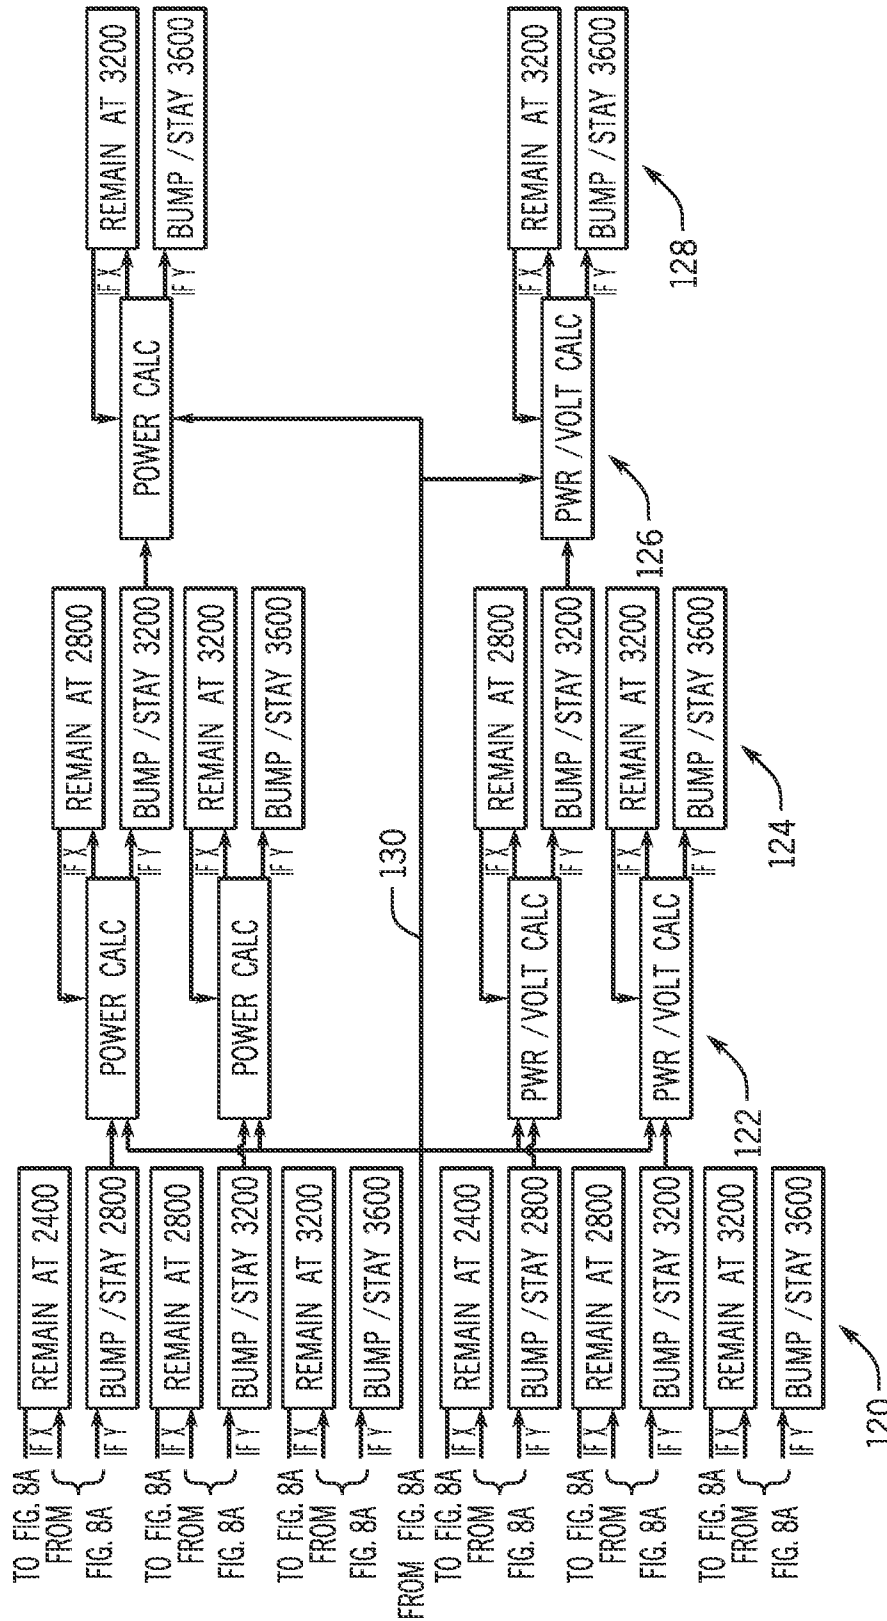 TO FIG. 8A
FROM
FIG. 8A
IF X
IF Y
REMAIN AT 2400
BUMP / STAY 2800
TO FIG. 8A
FROM
FIG. 8A
IF X
IF Y
REMAIN AT 2800
BUMP / STAY 3200
TO FIG. 8A
FROM
FIG. 8A
IF X
IF Y
REMAIN AT 3200
BUMP / STAY 3600
FROM FIG. 8A
TO FIG. 8A
FROM
FIG. 8A
IF X
IF Y
REMAIN AT 2400
BUMP / STAY 2800
TO FIG. 8A
FROM
FIG. 8A
IF X
IF Y
REMAIN AT 2800
BUMP / STAY 3200
TO FIG. 8A
FROM
FIG. 8A
IF X
IF Y
REMAIN AT 3200
BUMP / STAY 3600
120
POWER CALC
POWER CALC
130
PWR / VOLT CALC
PWR / VOLT CALC
122
IF X
IF Y
REMAIN AT 2800
BUMP / STAY 3200
IF X
IF Y
REMAIN AT 3200
BUMP / STAY 3600
IF X
IF Y
REMAIN AT 2800
BUMP / STAY 3200
IF X
IF Y
REMAIN AT 3200
BUMP / STAY 3600
124
POWER CALC
PWR / VOLT CALC
126
IF X
IF Y
REMAIN AT 3200
BUMP / STAY 3600
IF X
IF Y
REMAIN AT 3200
BUMP / STAY 3600
128